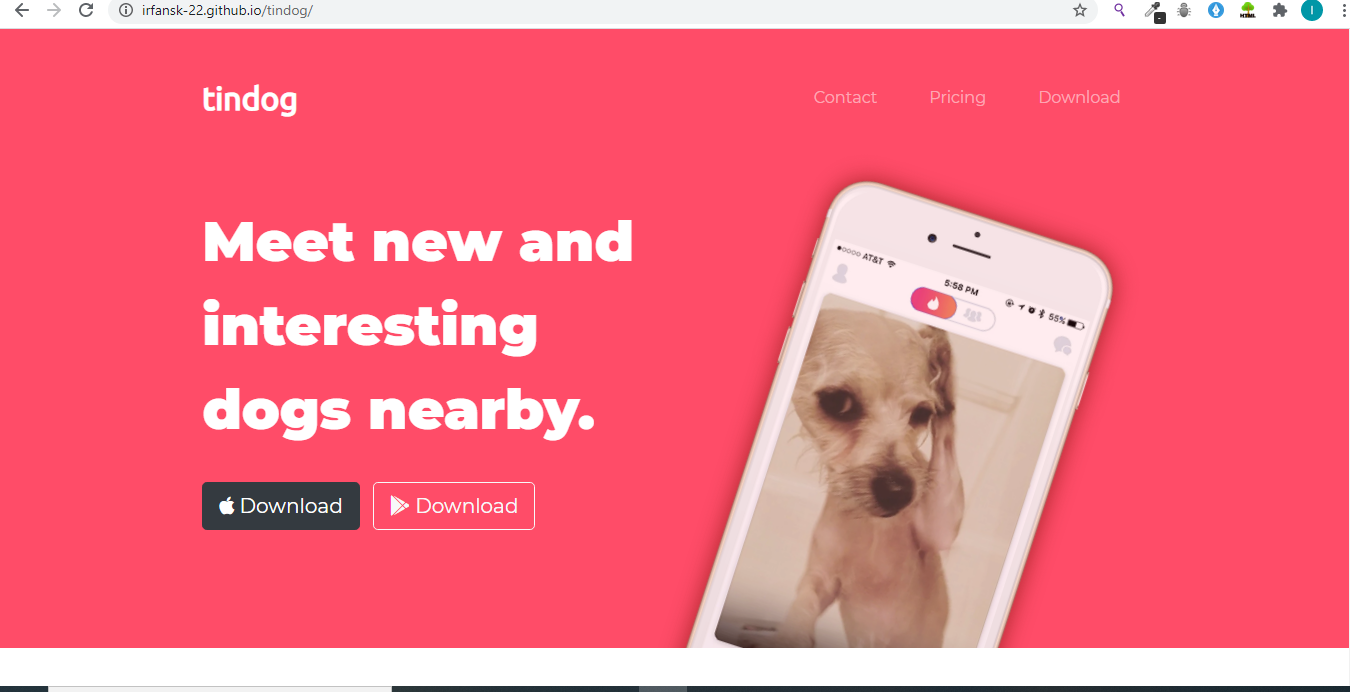 irfansk-22.github.io/tindog/
HTML
I
tindog
Contact Pricing Download
Meet new and
interesting
dogs nearby.
Download Download
AT&T
5:58 PM
55%